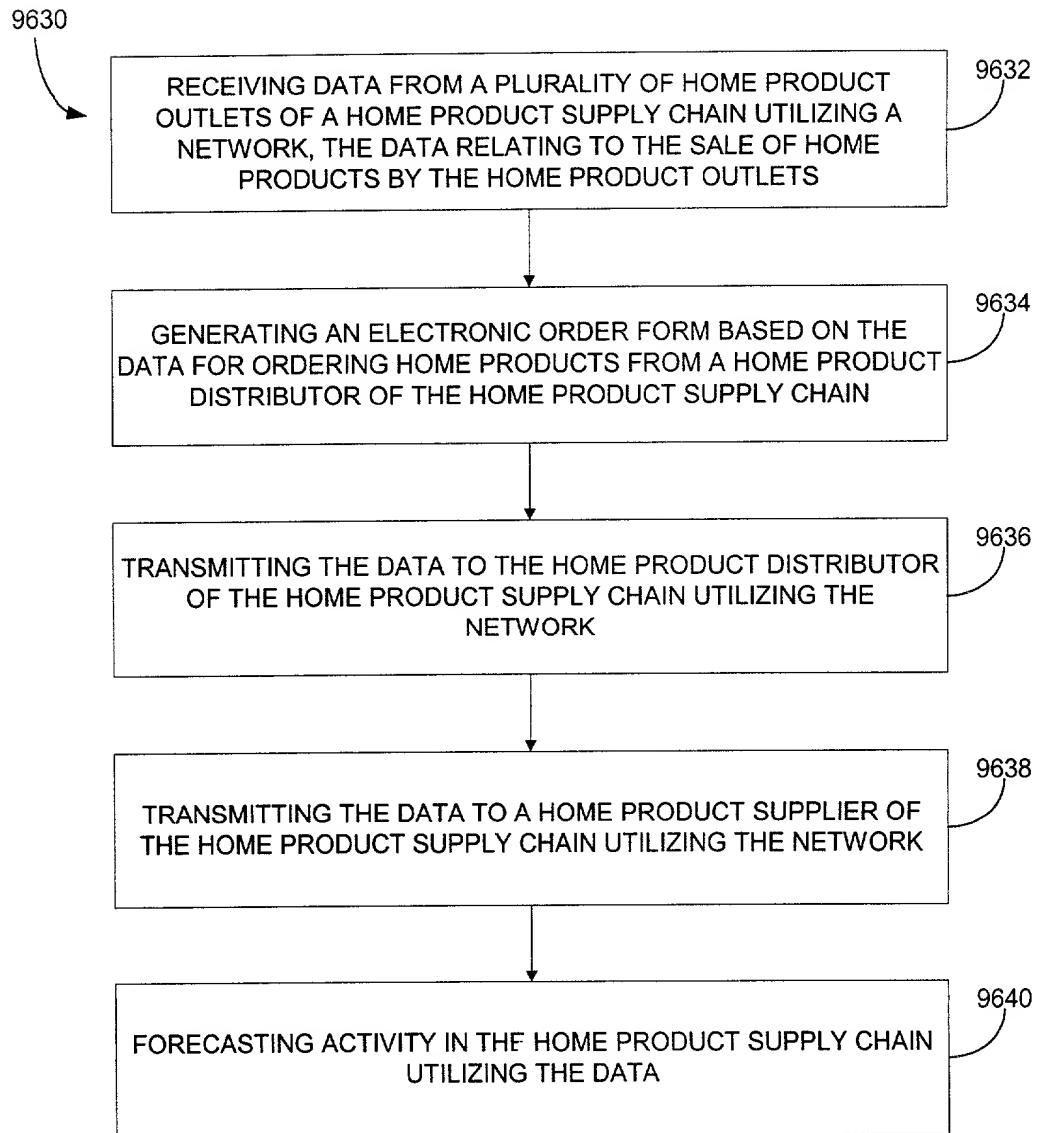 9630
RECEIVING DATA FROM A PLURALITY OF HOME PRODUCT
OUTLETS OF A HOME PRODUCT SUPPLY CHAIN UTILIZING A
NETWORK, THE DATA RELATING TO THE SALE OF HOME
PRODUCTS BY THE HOME PRODUCT OUTLETS
9632
GENERATING AN ELECTRONIC ORDER FORM BASED ON THE
DATA FOR ORDERING HOME PRODUCTS FROM A HOME PRODUCT
DISTRIBUTOR OF THE HOME PRODUCT SUPPLY CHAIN
9634
TRANSMITTING THE DATA TO THE HOME PRODUCT DISTRIBUTOR
OF THE HOME PRODUCT SUPPLY CHAIN UTILIZING THE
NETWORK
9636
TRANSMITTING THE DATA TO A HOME PRODUCT SUPPLIER OF
THE HOME PRODUCT SUPPLY CHAIN UTILIZING THE NETWORK
9638
FORECASTING ACTIVITY IN THE HOME PRODUCT SUPPLY CHAIN
UTILIZING THE DATA
9640